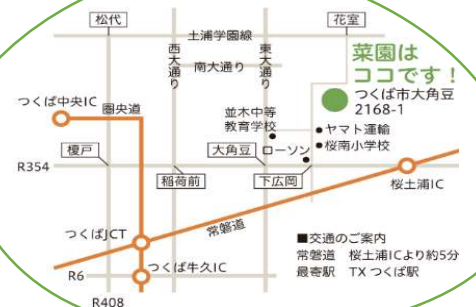 松代
花室
土浦学園線
西大通り
南大通り
東大通り
菜園は
ココです!
つくば市大角豆
2168-1
つくば中央IC
圏央道
並木中等
教育学校
ヤマト運輸
桜南小学校
ローソン
榎戸
大角豆
R354
稲荷前
下広岡
桜土浦IC
つくばJCT
常磐道
R6
つくば牛久IC
R408
■交通のご案内
常磐道 桜土浦ICより約5分
最寄駅 TX つくば駅